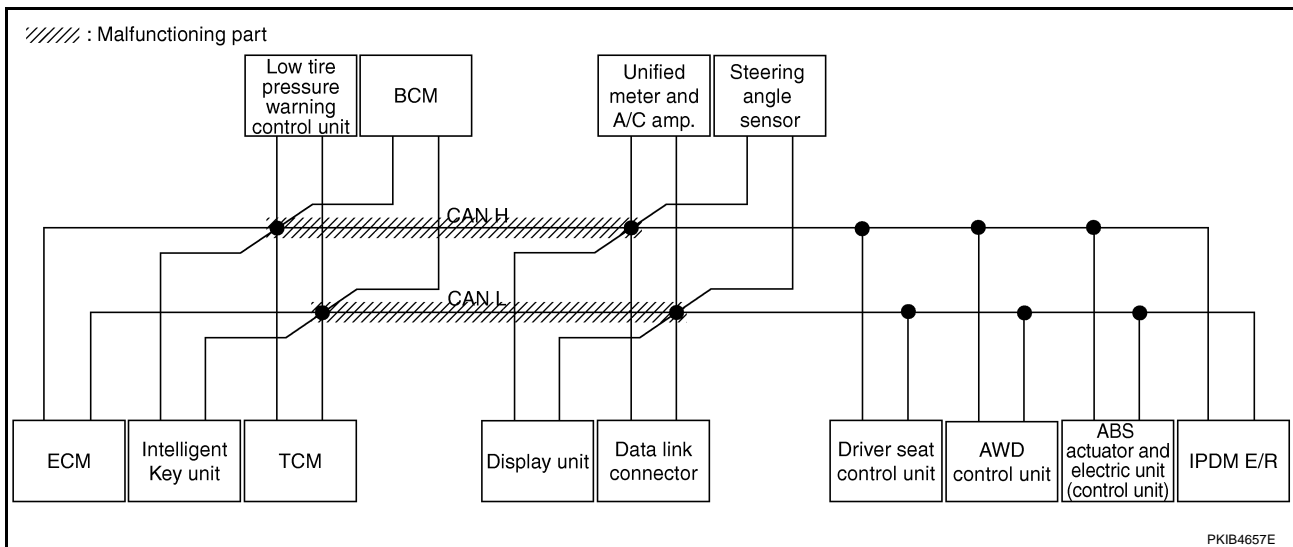 : Malfunctioning part
Low tire
pressure
warning
control unit
BCM
Unified
meter and
A/C amp.
Steering
angle
sensor
CAN H
CAN L
ECM
Intelligent
Key unit
TCM
Display unit
Data link
connector
Driver seat
control unit
AWD
control unit
ABS
actuator and
electric unit
(control unit)
IPDM E/R
PKIB4657E